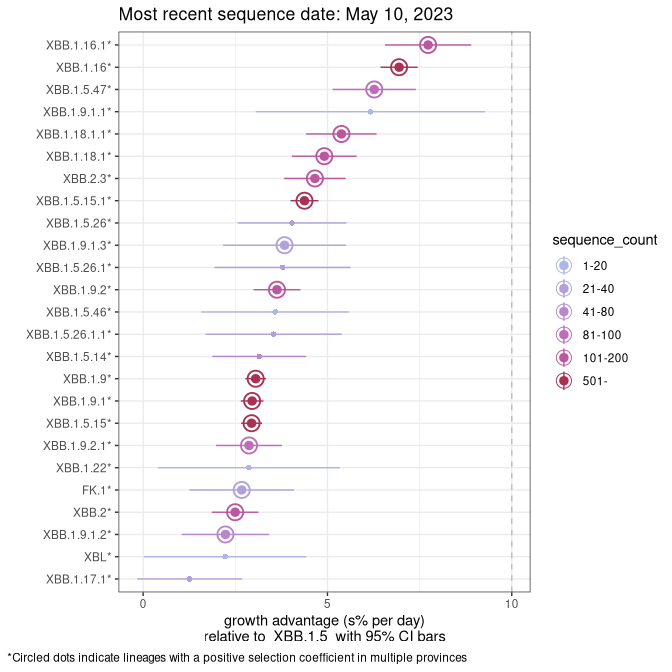 Most recent sequence date: May 10, 2023
XBB.1.16.1*
XBB.1.16*
XBB.1.5.47*
XBB.1.9.1.1*
XBB.1.18.1.1*
XBB.1.18.1*
XBB.2.3*
XBB.1.5.15.1*
XBB.1.5.26*
XBB.1.9.1.3*
XBB.1.5.26.1*
XBB.1.9.2*
XBB.1.5.46*
XBB.1.5.26.1.1*
XBB.1.5.14*
XBB.1.9*
XBB.1.9.1*
XBB.1.5.15*
XBB.1.9.2.1*
XBB.1.22*
FK.1*
XBB.2*
XBB.1.9.1.2*
XBL*
XBB.1.17.1*
0 5 10
growth advantage (s% per day)
relative to XBB.1.5 with 95% CI bars
sequence_count
1-20
21-40
41-80
81-100
101-200
501-
*Circled dots indicate lineages with a positive selection coefficient in multiple provinces